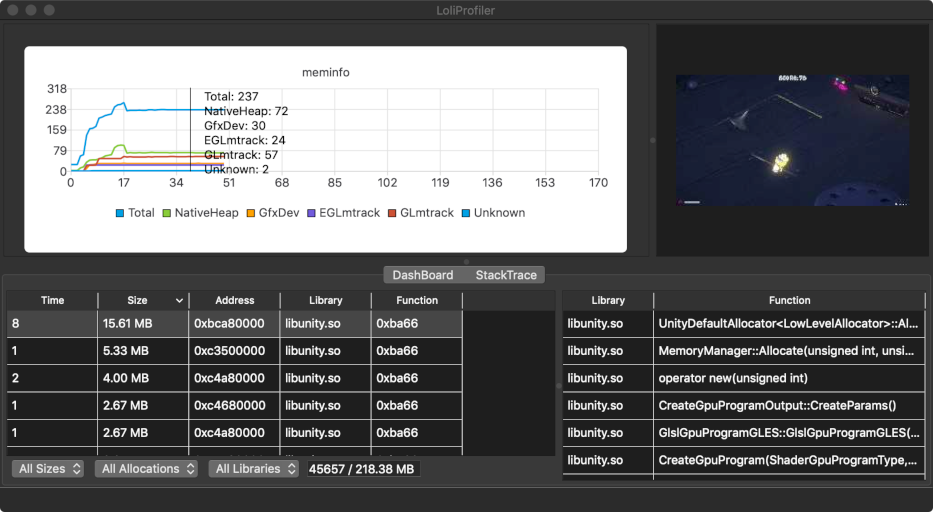 LoliProfiler
meminfo
318
238
159
79
0
Total: 237
NativeHeap: 72
GfxDev: 30
EGLmtrack: 24
GLmtrack: 57
Unknown: 2
0 17 34 51 68 85 102 119 136 153 170
Total NativeHeap GfxDev EGLmtrack GLmtrack Unknown
DashBoard StackTrace
Time Size Address Library Function
8 15.61 MB 0xbca80000 libunity.so 0xba66
1 5.33 MB 0xc3500000 libunity.so 0xba66
2 4.00 MB 0xc4a80000 libunity.so 0xba66
1 2.67 MB 0xc4680000 libunity.so 0xba66
1 2.67 MB 0xc4a80000 libunity.so 0xba66
All Sizes All Allocations All Libraries 45657 / 218.38 MB
Library Function
libunity.so UnityDefaultAllocator<LowLevelAllocator>::Al...
libunity.so MemoryManager::Allocate(unsigned int, unsi...
libunity.so operator new(unsigned int)
libunity.so CreateGpuProgramOutput::CreateParams()
libunity.so GlslGpuProgramGLES::GlslGpuProgramGLES(...
libunity.so CreateGpuProgram(ShaderGpuProgramType,...